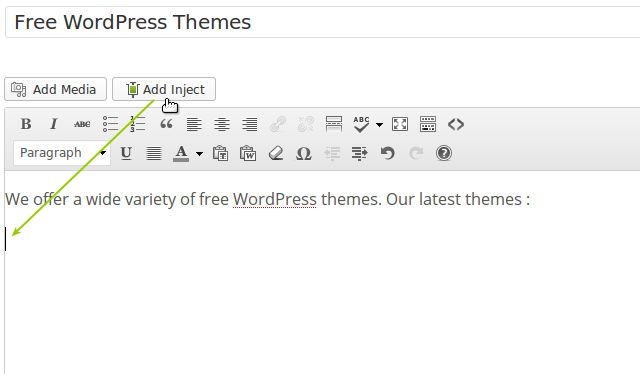 Free WordPress Themes
Add Media Add Inject
B I ABC “ ABC <>
Paragraph U A T W Ω ?
We offer a wide variety of free WordPress themes. Our latest themes :